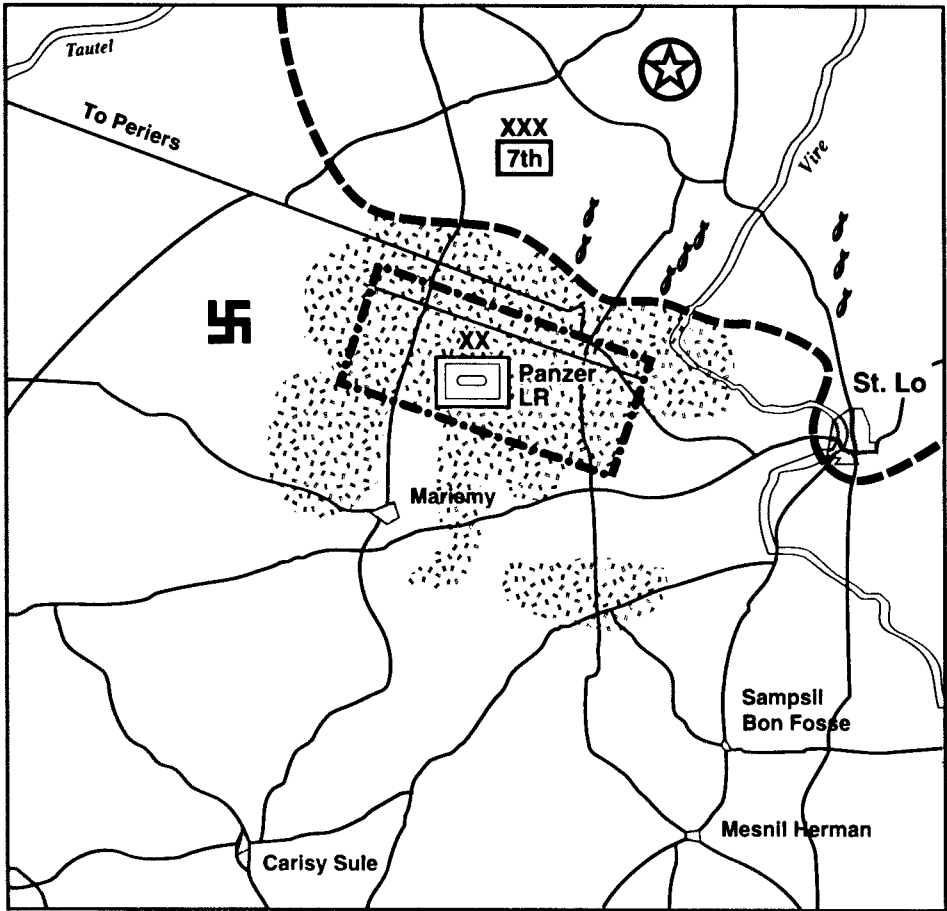 Tautel
To Periers
XXX
7th
Vire
XX
Panzer
LR
St. Lo
Mariemy
Sampsil
Bon Fosse
Mesnil Herman
Carisy Sule